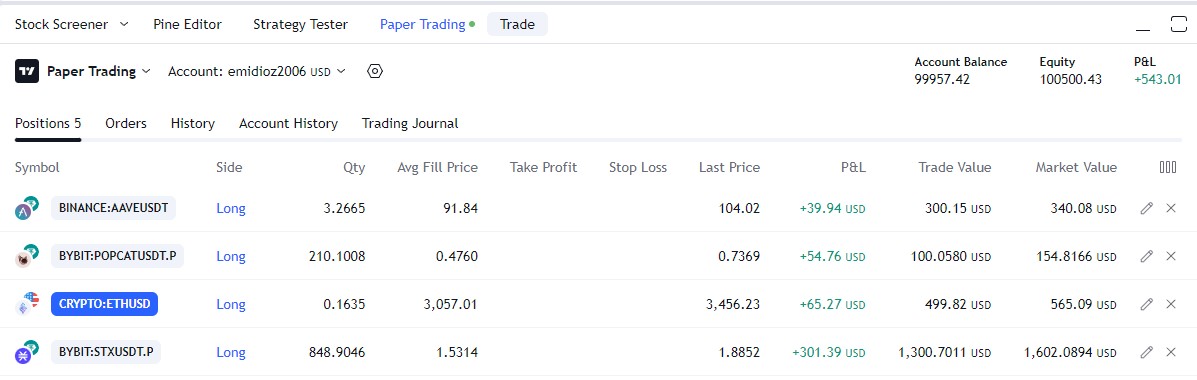 Stock Screener Pine Editor Strategy Tester Paper Trading Trade
Paper Trading Account: emidioz2006 USD
Account Balance Equity P&L
99957.42 100500.43 +543.01
Positions 5 Orders History Account History Trading Journal
Symbol Side Qty Avg Fill Price Take Profit Stop Loss Last Price P&L Trade Value Market Value
BINANCE:AAVEUSDT Long 3.2665 91.84 104.02 +39.94 USD 300.15 USD 340.08 USD
BYBIT:POPCATUSDT.P Long 210.1008 0.4760 0.7369 +54.76 USD 100.0580 USD 154.8166 USD
CRYPTO:ETHUSD Long 0.1635 3,057.01 3,456.23 +65.27 USD 499.82 USD 565.09 USD
BYBIT:STXUSDT.P Long 848.9046 1.5314 1.8852 +301.39 USD 1,300.7011 USD 1,602.0894 USD